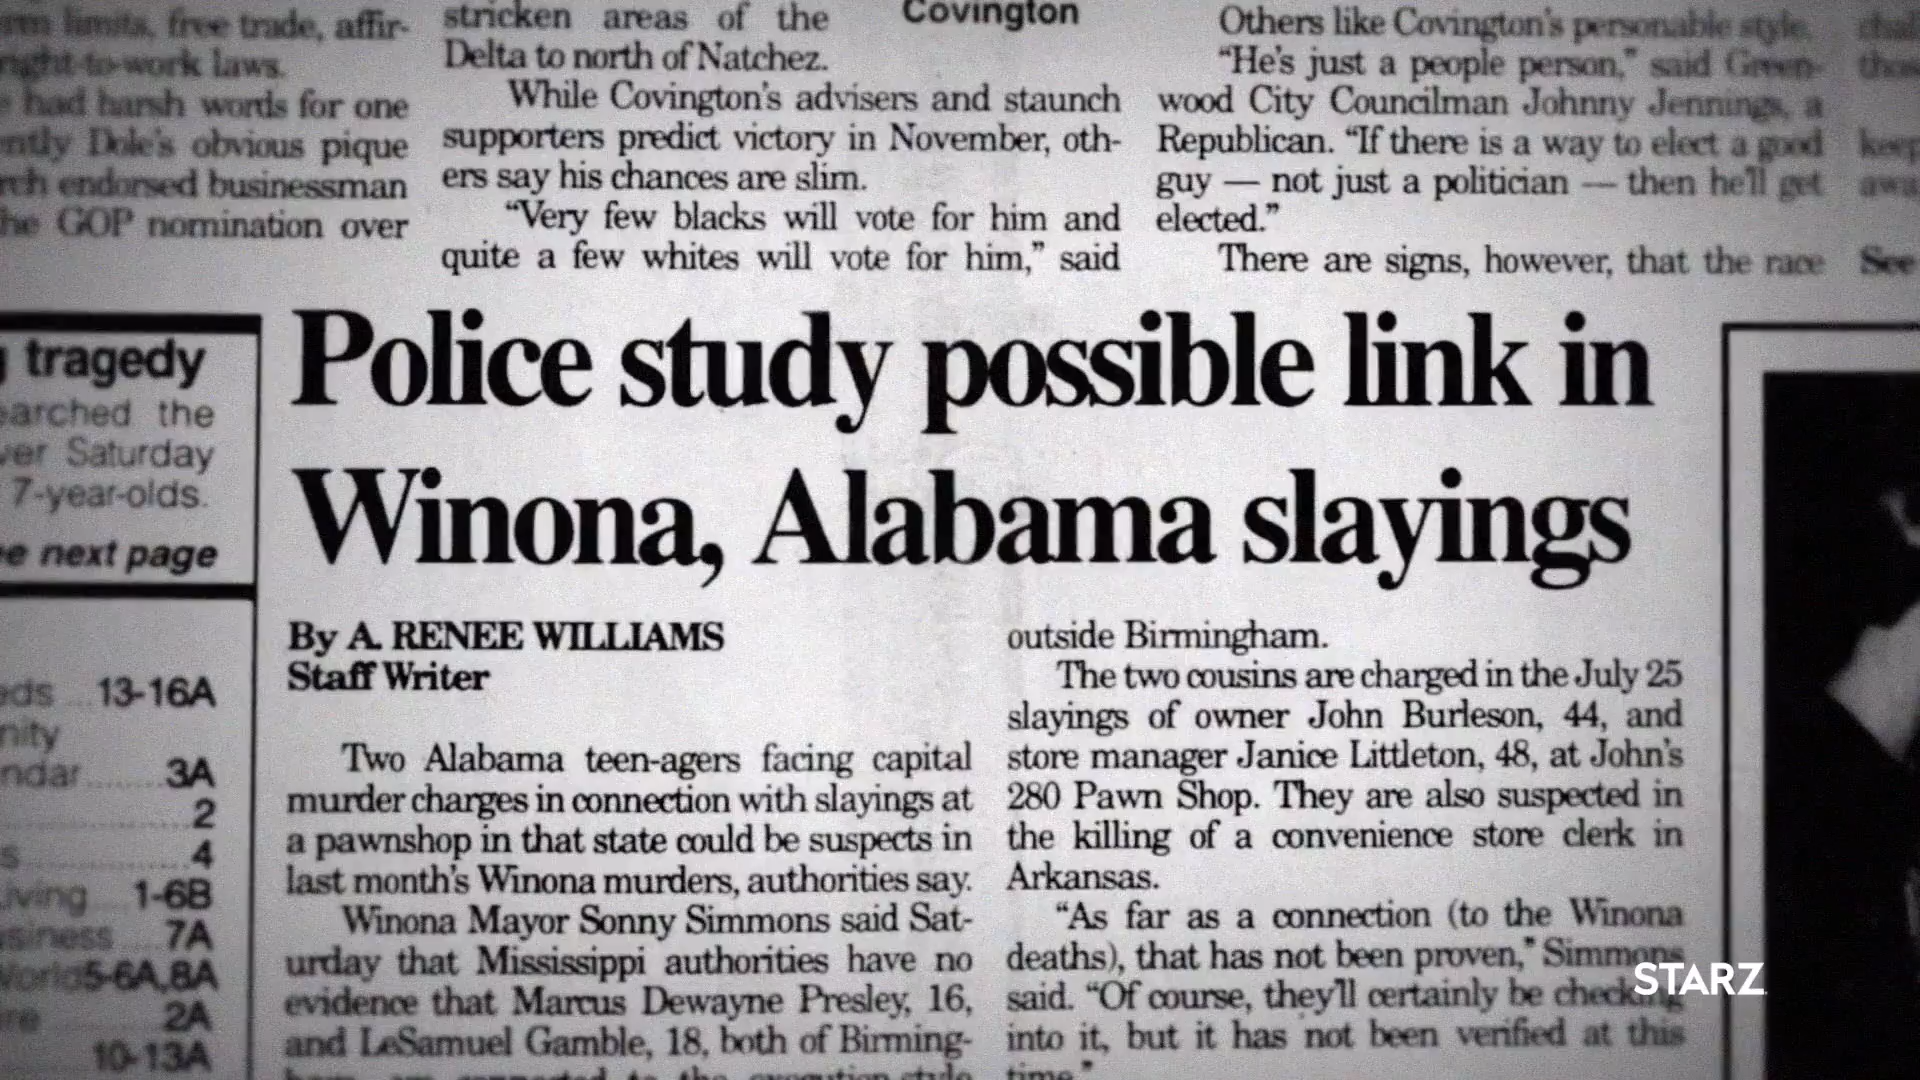 free trade, affir-
right-to-work laws.
had harsh words for one
Dole's obvious pique
endorsed businessman
GOP nomination over
stricken areas of the
Delta to north of Natchez.
While Covington's advisers and staunch
supporters predict victory in November, oth-
ers say his chances are slim.
“Very few blacks will vote for him and
quite a few whites will vote for him,” said
Covington
Others like Covington's personable style.
“He's just a people person,” said Green-
wood City Councilman Johnny Jennings, a
Republican. “If there is a way to elect a good
guy — not just a politician — then he'll get
elected.”
There are signs, however, that the race
See
tragedy
the
Saturday
7-year-olds.
next page
13-16A
3A
2
4
1-6B
7A
5-6A,8A
2A
10-13A
Police study possible link in
Winona, Alabama slayings
By A. RENEE WILLIAMS
Staff Writer
Two Alabama teen-agers facing capital
murder charges in connection with slayings at
a pawnshop in that state could be suspects in
last month's Winona murders, authorities say.
Winona Mayor Sonny Simmons said Sat-
urday that Mississippi authorities have no
evidence that Marcus Dewayne Presley, 16,
and LeSamuel Gamble, 18, both of Birming-
outside Birmingham.
The two cousins are charged in the July 25
slayings of owner John Burleson, 44, and
store manager Janice Littleton, 48, at John's
280 Pawn Shop. They are also suspected in
the killing of a convenience store clerk in
Arkansas.
“As far as a connection (to the Winona
deaths), that has not been proven,” Simmons
said. “Of course, they'll certainly be checking
into it, but it has not been verified at this
time.”
STARZ